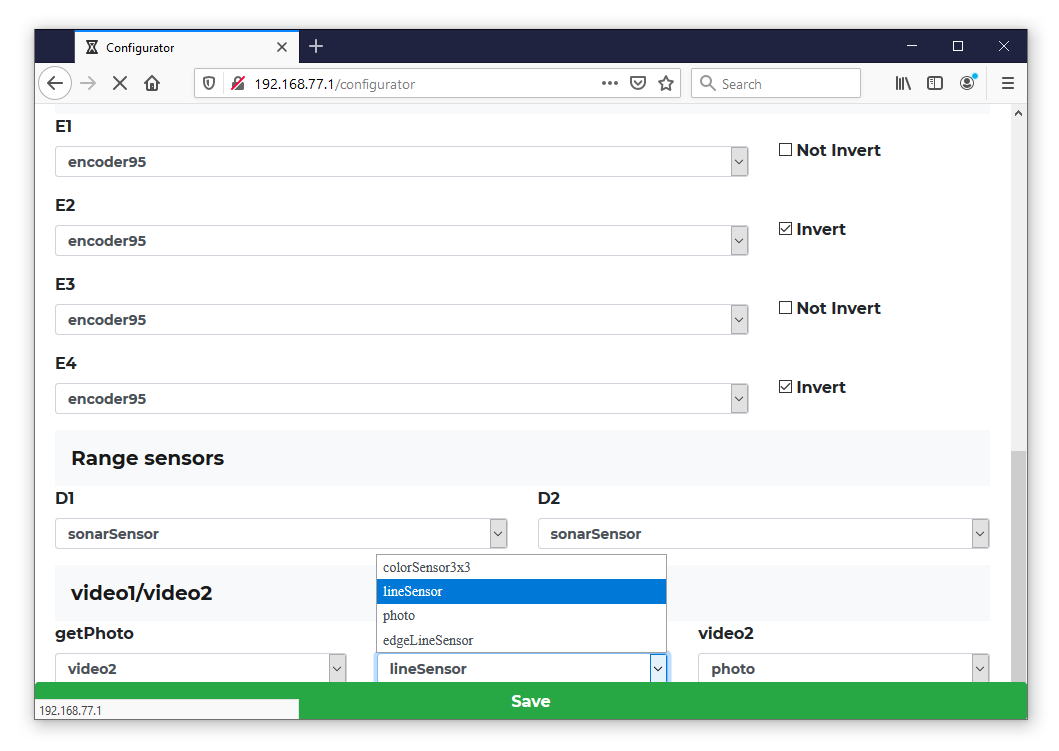 Configurator
192.168.77.1/configurator
Search
E1
encoder95
Not Invert
E2
encoder95
Invert
E3
encoder95
Not Invert
E4
encoder95
Invert
Range sensors
D1
D2
sonarSensor
sonarSensor
colorSensor3x3
lineSensor
photo
edgeLineSensor
video1/video2
getPhoto
video2
video2
lineSensor
photo
Save
192.168.77.1